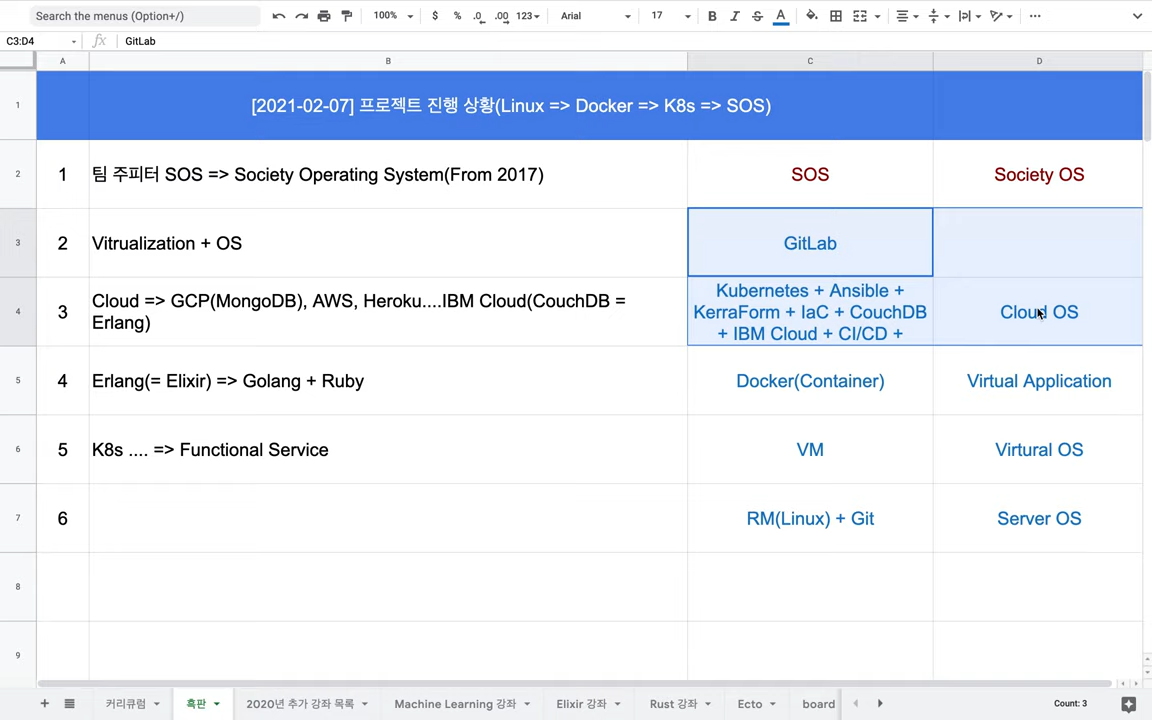 Search the menus (Option+/)
100%
$ % .0 .00 123
Arial
17
B I S A
C3:D4
fx GitLab
A B C D
1 [2021-02-07] 프로젝트 진행 상황(Linux => Docker => K8s => SOS)
2 1 팀 주피터 SOS => Society Operating System(From 2017) SOS Society OS
3 2 Vitrualization + OS GitLab
4 3 Cloud => GCP(MongoDB), AWS, Heroku....IBM Cloud(CouchDB =
Erlang)
Kubernetes + Ansible +
KerraForm + IaC + CouchDB
+ IBM Cloud + CI/CD +
Cloud OS
5 4 Erlang(= Elixir) => Golang + Ruby Docker(Container) Virtual Application
6 5 K8s .... => Functional Service VM Virtural OS
7 6 RM(Linux) + Git Server OS
8
9
커리큘럼 흑판 2020년 추가 강좌 목록 Machine Learning 강좌 Elixir 강좌 Rust 강좌 Ecto board
Count: 3